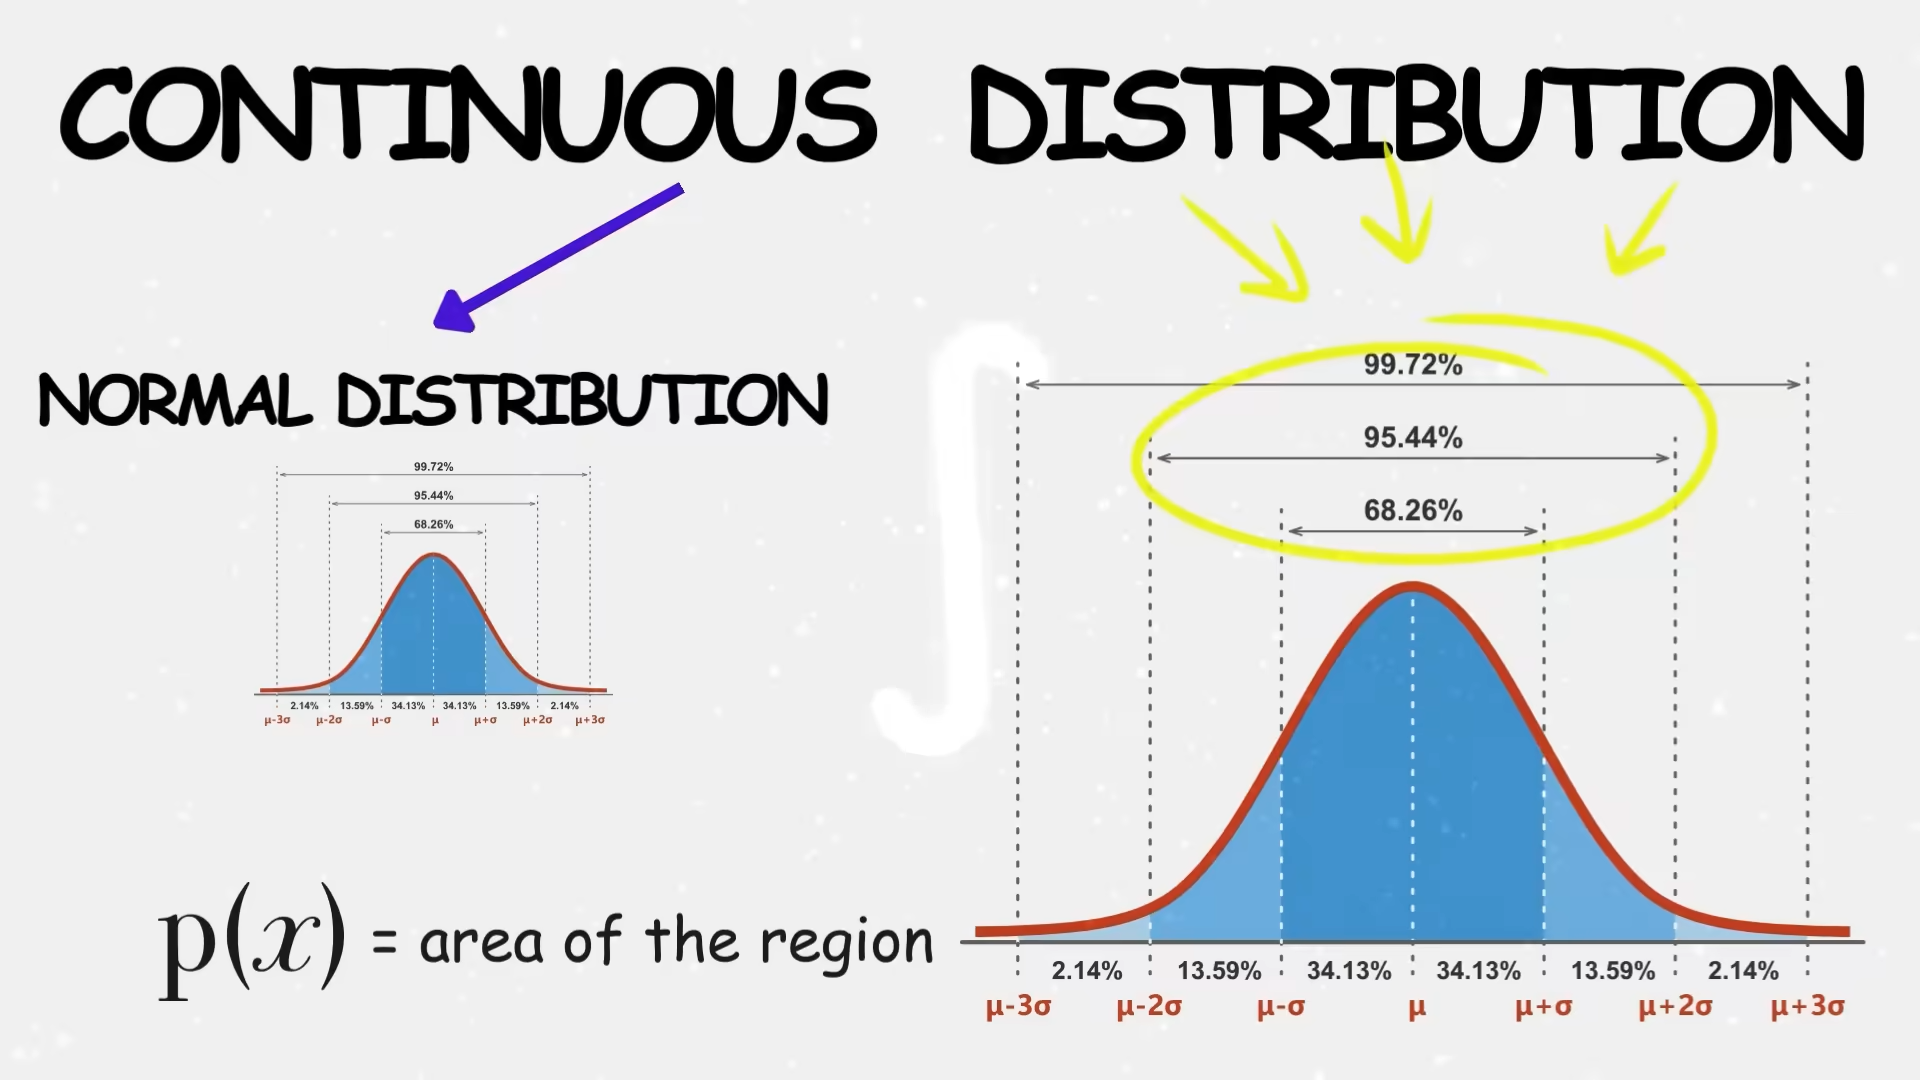 CONTINUOUS DISTRIBUTION
NORMAL DISTRIBUTION
99.72%
95.44%
68.26%
2.14% 13.59% 34.13% 34.13% 13.59% 2.14%
μ-3σ μ-2σ μ-σ μ μ+σ μ+2σ μ+3σ
p(x) = area of the region
99.72%
95.44%
68.26%
2.14% 13.59% 34.13% 34.13% 13.59% 2.14%
μ-3σ μ-2σ μ-σ μ μ+σ μ+2σ μ+3σ
∫